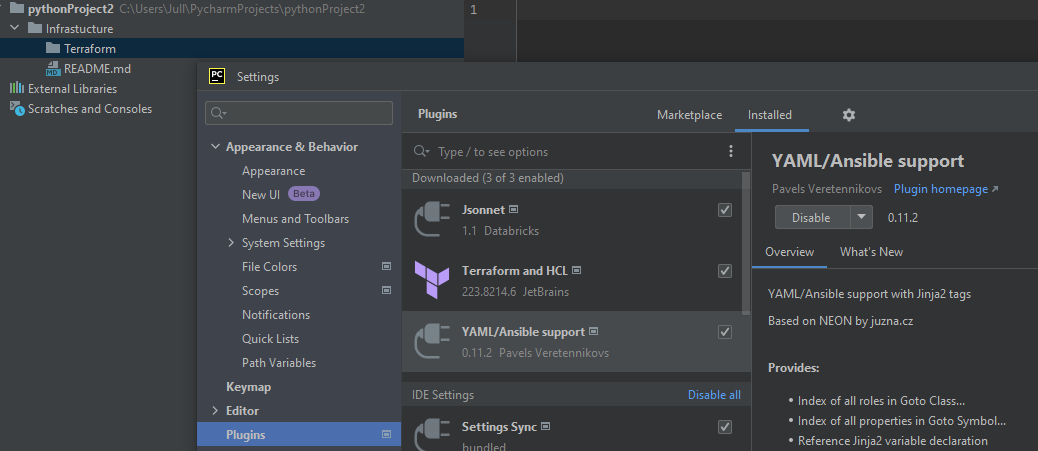 pythonProject2 C:\Users\Jull\PycharmProjects\pythonProject2
Infrastucture
Terraform
MD README.md
External Libraries
Scratches and Consoles
1
PC Settings
Appearance & Behavior
Appearance
New UI Beta
Menus and Toolbars
System Settings
File Colors
Scopes
Notifications
Quick Lists
Path Variables
Keymap
Editor
Plugins
Plugins Marketplace Installed
Type / to see options
Downloaded (3 of 3 enabled)
Jsonnet
1.1 Databricks
Terraform and HCL
223.8214.6 JetBrains
YAML/Ansible support
0.11.2 Pavels Veretennikovs
IDE Settings Disable all
Settings Sync
bundled
YAML/Ansible support
Pavels Veretennikovs Plugin homepage ↗
Disable 0.11.2
Overview What's New
YAML/Ansible support with Jinja2 tags
Based on NEON by juzna.cz
Provides:
• Index of all roles in Goto Class...
• Index of all properties in Goto Symbol...
• Reference Jinja2 variable declaration